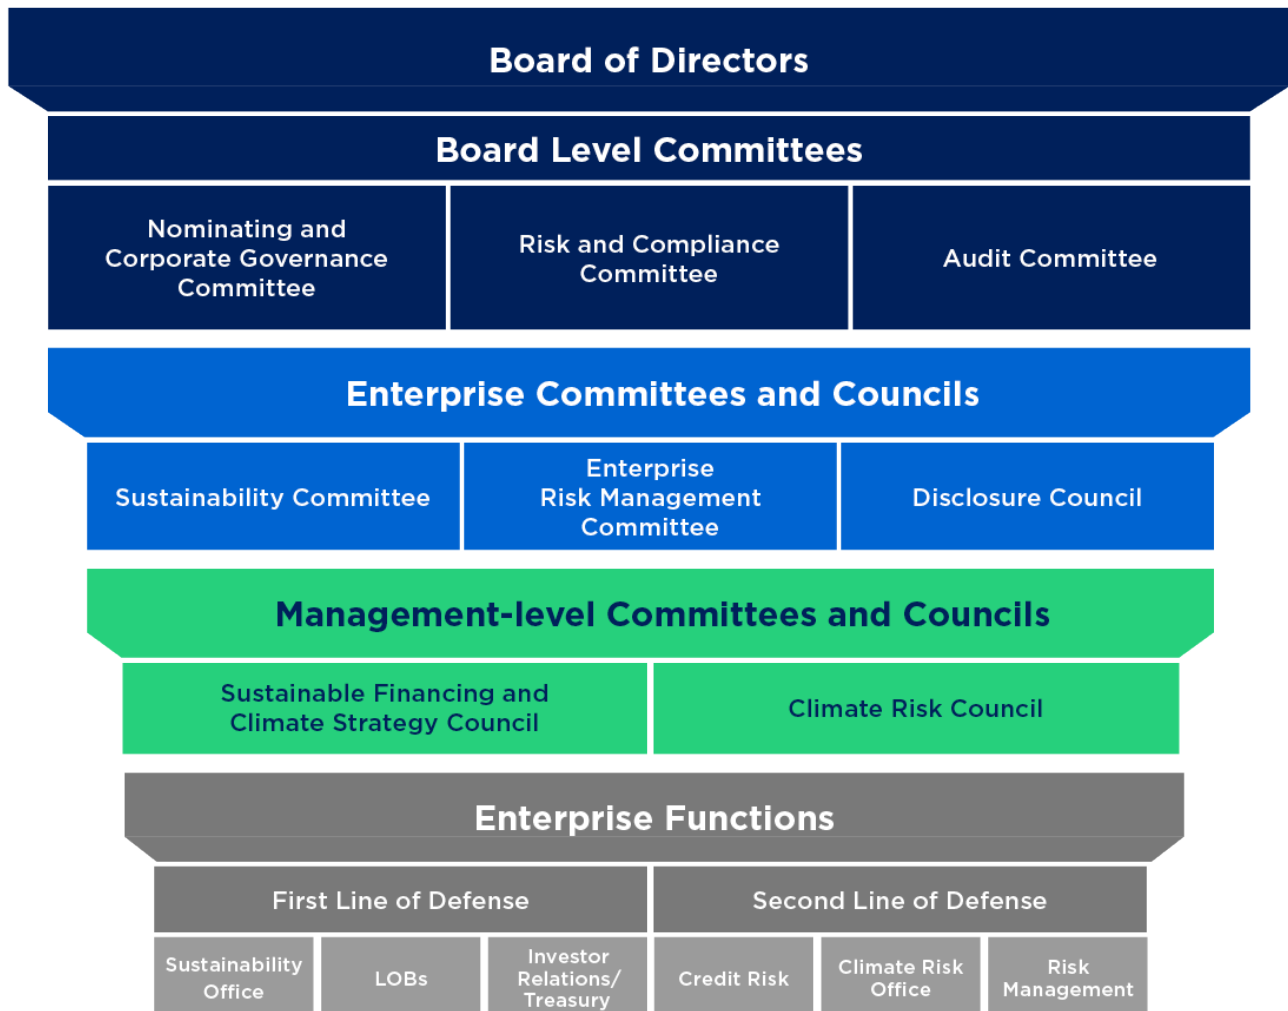 Board of Directors
Board Level Committees
Nominating and
Corporate Governance
Committee
Risk and Compliance
Committee
Audit Committee
Enterprise Committees and Councils
Sustainability Committee
Enterprise
Risk Management
Committee
Disclosure Council
Management-level Committees and Councils
Sustainable Financing and
Climate Strategy Council
Climate Risk Council
Enterprise Functions
First Line of Defense
Second Line of Defense
Sustainability
Office
LOBs
Investor
Relations/
Treasury
Credit Risk
Climate Risk
Office
Risk
Management